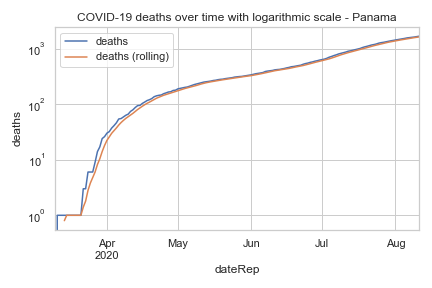 COVID-19 deaths over time with logarithmic scale - Panama
deaths
deaths (rolling)
10³
10²
10¹
10⁰
deaths
Apr
2020
May
Jun
Jul
Aug
dateRep